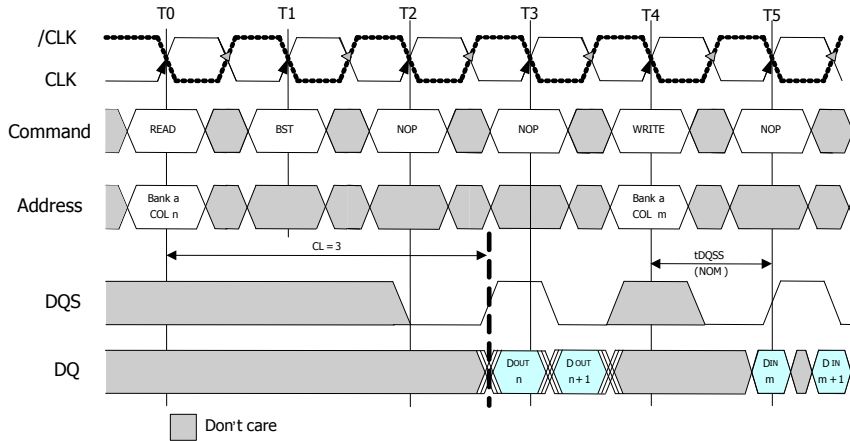 T0 T1 T2 T3 T4 T5
/CLK
CLK
Command READ BST NOP NOP WRITE NOP
Address Bank a COL n Bank a COL m
CL = 3
tDQSS
(NOM)
DQS
DQ DOUT n DOUT n+1 DIN m DIN m+1
Don't care